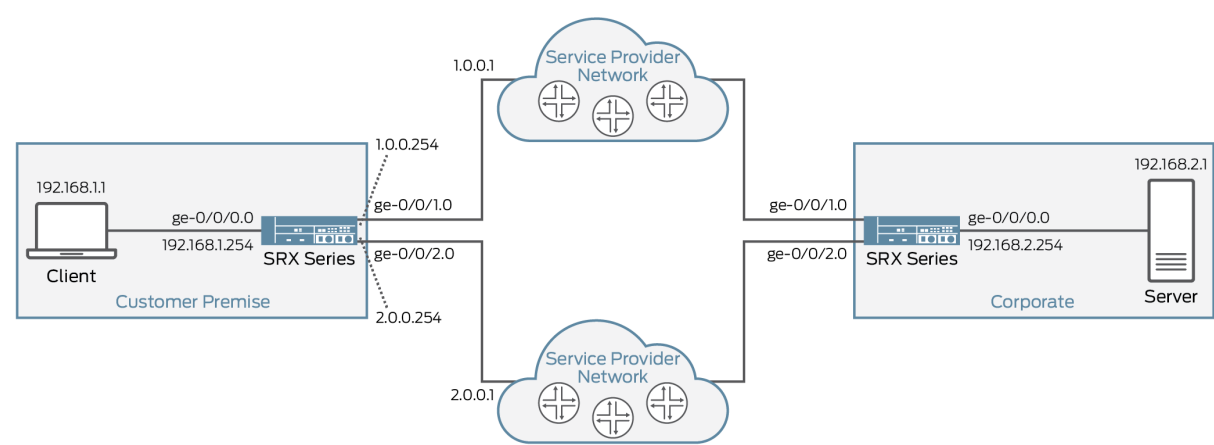 Service Provider
Network
1.0.0.1
1.0.0.254
192.168.1.1
ge-0/0/0.0
192.168.1.254
Client
SRX Series
ge-0/0/1.0
ge-0/0/2.0
Customer Premise
2.0.0.254
192.168.2.1
ge-0/0/1.0
ge-0/0/2.0
SRX Series
ge-0/0/0.0
192.168.2.254
Server
Corporate
Service Provider
Network
2.0.0.1